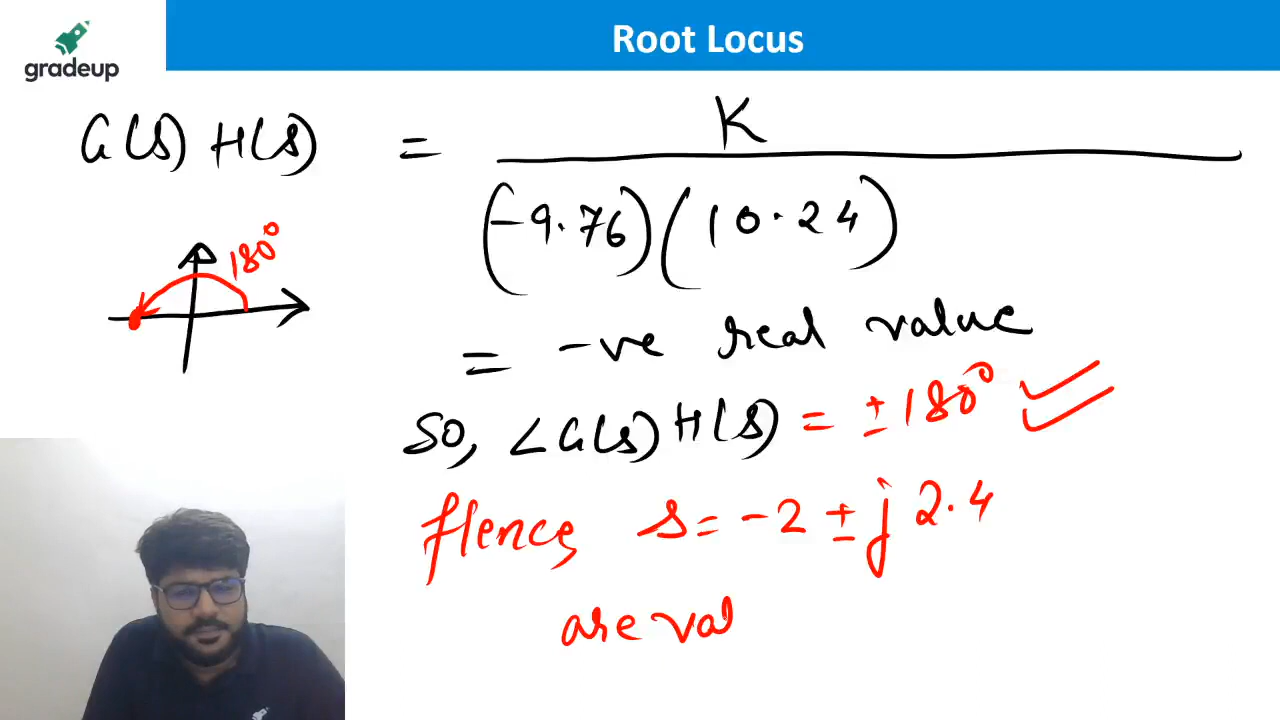 gradeup
Root Locus
G(s) H(s) = K
(-9.76)(10.24)
180°
= -ve real value
So, ∠G(s) H(s) = ±180°
Hence s = -2 ± j 2.4
are val